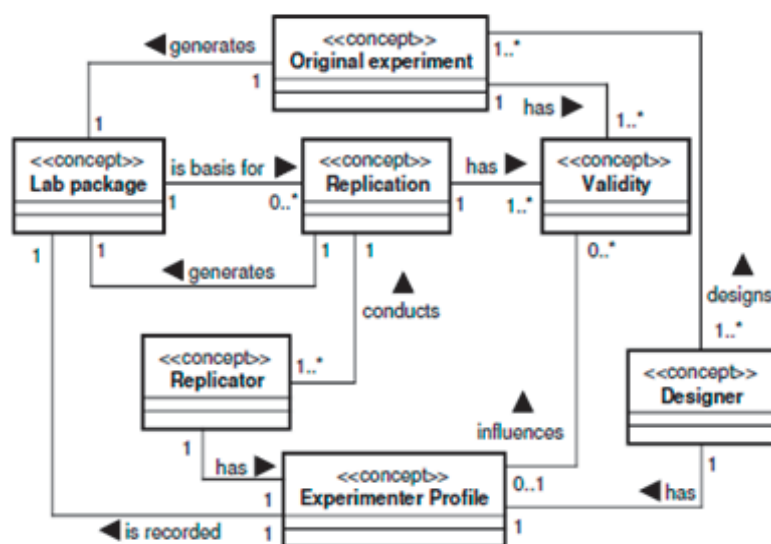 ◀ generates
<<concept>>
Original experiment
1..*
1
1
has ▶
1
1..*
<<concept>>
Lab package
is basis for ▶
1
0..*
<<concept>>
Replication
has ▶
1
1..*
<<concept>>
Validity
1
1
◀ generates
1
1
0..*
▲
conducts
▲
designs
1..*
<<concept>>
Replicator
1..*
<<concept>>
Designer
1
has ▶
1
▲
influences
0..1
1
◀ has
<<concept>>
Experimenter Profile
1
◀ is recorded
1